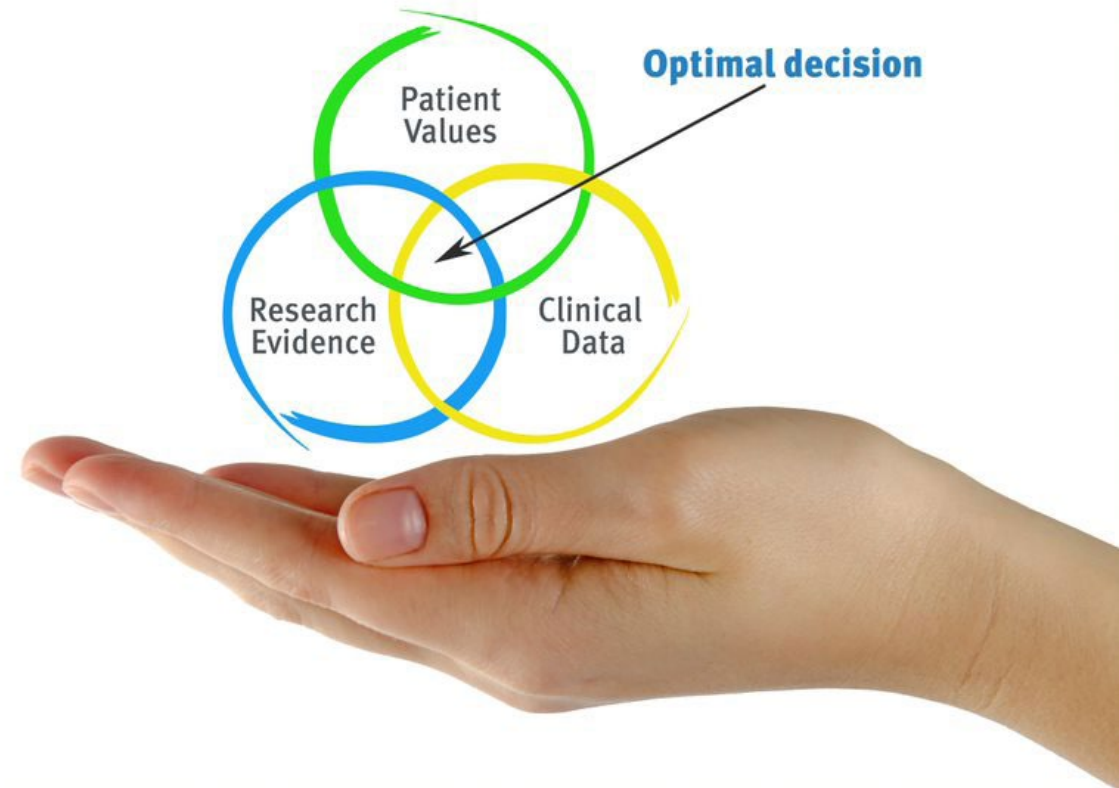 Optimal decision
Patient
Values
Research
Evidence
Clinical
Data